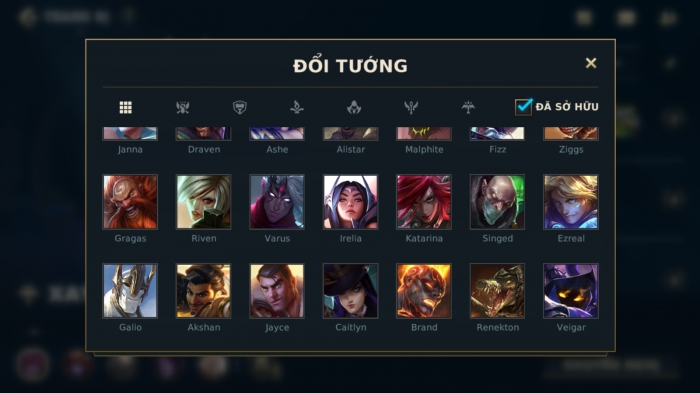 ĐỔI TƯỚNG
ĐÃ SỞ HỮU
Janna Draven Ashe Alistar Malphite Fizz Ziggs
Gragas Riven Varus Irelia Katarina Singed Ezreal
Galio Akshan Jayce Caitlyn Brand Renekton Veigar